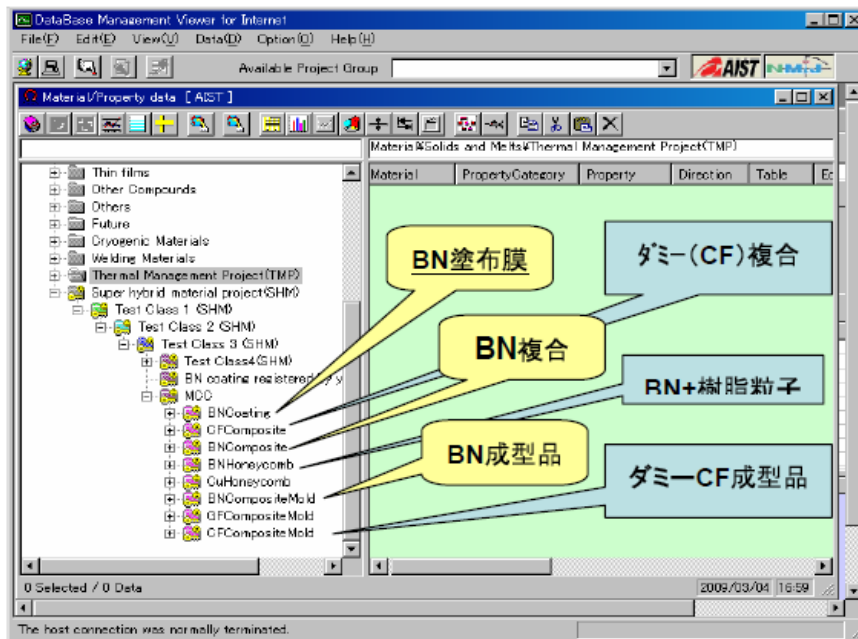 DataBase Management Viewer for Internet
File(F) Edit(E) View(V) Data(D) Option(O) Help(H)
Available Project Group
AIST
NMIJ
Material/Property data [ AIST ]
Material¥Solids and Melts¥Thermal Management Project(TMP)
Material PropertyCategory Property Direction Table
Thin films
Other Compounds
Others
Future
Cryogenic Materials
Welding Materials
Thermal Management Project(TMP)
Super hybrid material project(SHM)
Test Class 1 (SHM)
Test Class 2 (SHM)
Test Class 3 (SHM)
Test Class4(SHM)
BN coating registered by y
MCC
BNCoating
CFComposite
BNComposite
BNHoneycomb
CuHoneycomb
BNCompositeMold
GFCompositeMold
CFCompositeMold
BN塗布膜
ダミー(CF)複合
BN複合
BN+樹脂粒子
BN成型品
ダミーCF成型品
0 Selected / 0 Data
2009/03/04 16:59
The host connection was normally terminated.